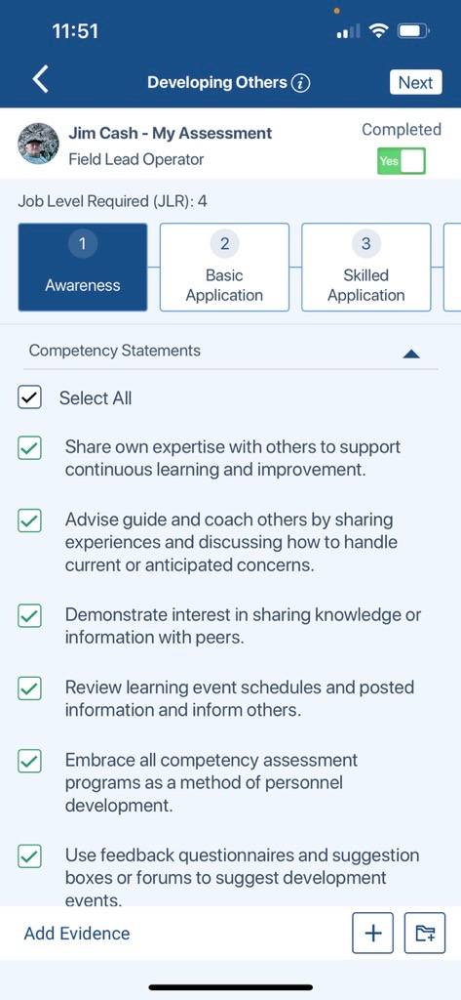 11:51
Developing Others
Next
Jim Cash - My Assessment
Completed
Field Lead Operator
Yes
Job Level Required (JLR): 4
1
2
3
Awareness
Basic
Application
Skilled
Application
Competency Statements
Select All
Share own expertise with others to support
continuous learning and improvement.
Advise guide and coach others by sharing
experiences and discussing how to handle
current or anticipated concerns.
Demonstrate interest in sharing knowledge or
information with peers.
Review learning event schedules and posted
information and inform others.
Embrace all competency assessment
programs as a method of personnel
development.
Use feedback questionnaires and suggestion
boxes or forums to suggest development
events.
Add Evidence